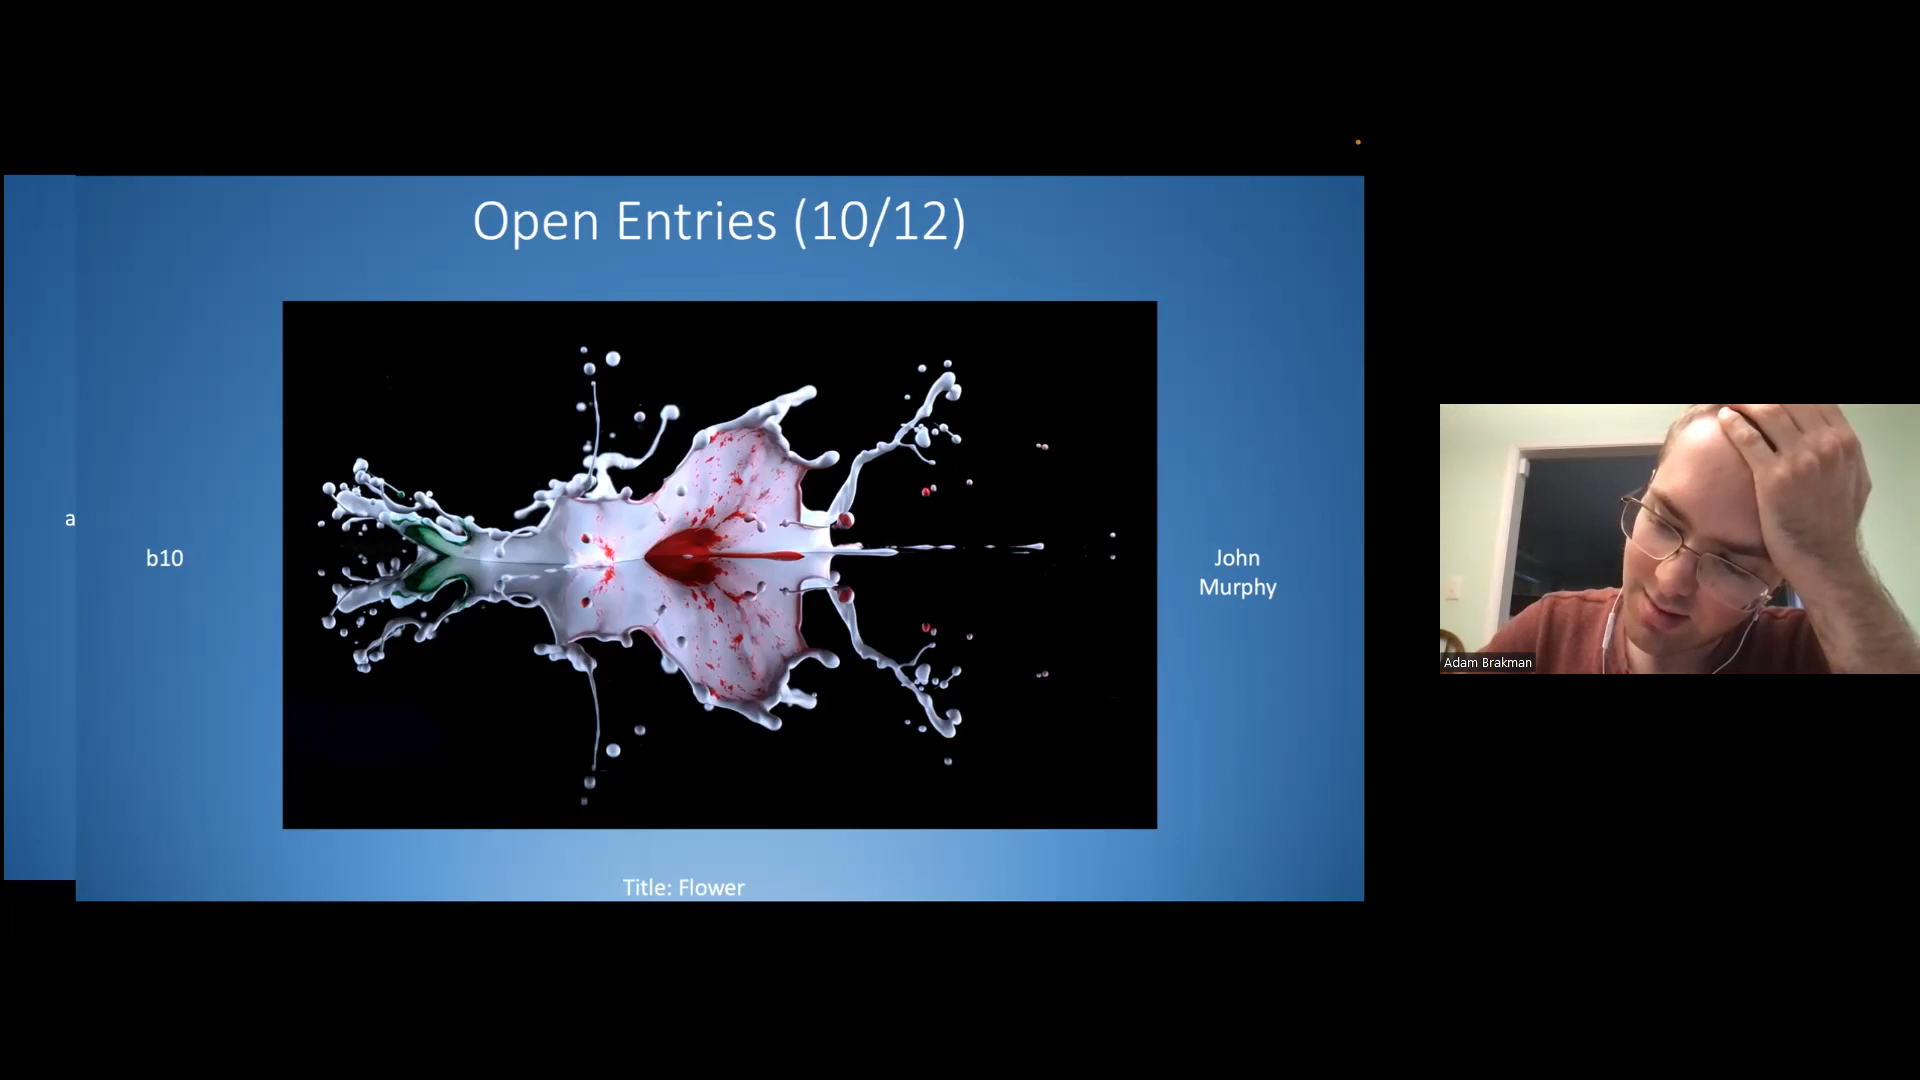 Open Entries (10/12)
a
b10
John
Murphy
Title: Flower
Adam Brakman